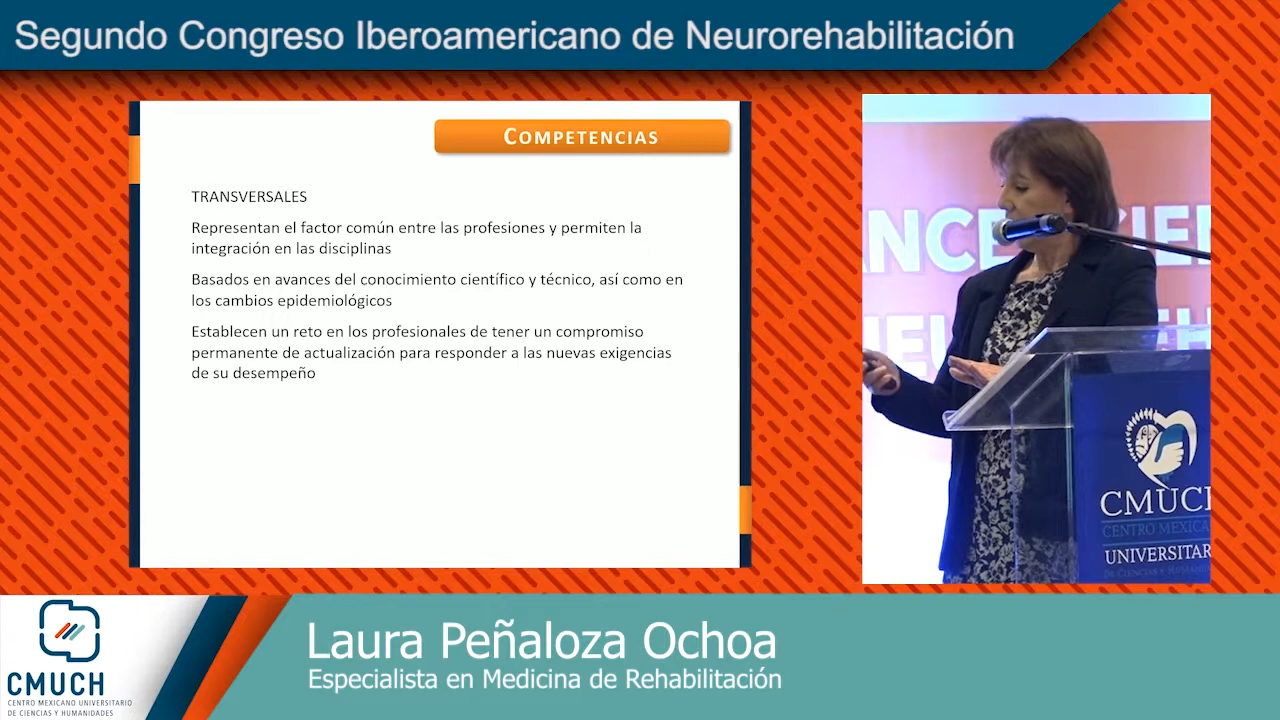 Segundo Congreso Iberoamericano de Neurorehabilitación
COMPETENCIAS
TRANSVERSALES
Representan el factor común entre las profesiones y permiten la
integración en las disciplinas
Basados en avances del conocimiento científico y técnico, así como en
los cambios epidemiológicos
Establecen un reto en los profesionales de tener un compromiso
permanente de actualización para responder a las nuevas exigencias
de su desempeño
CMUCH
CENTRO MEXICA
UNIVERSITAR
Laura Peñaloza Ochoa
Especialista en Medicina de Rehabilitación
CMUCH
CENTRO MEXICANO UNIVERSITARIO
DE CIENCIAS Y HUMANIDADES